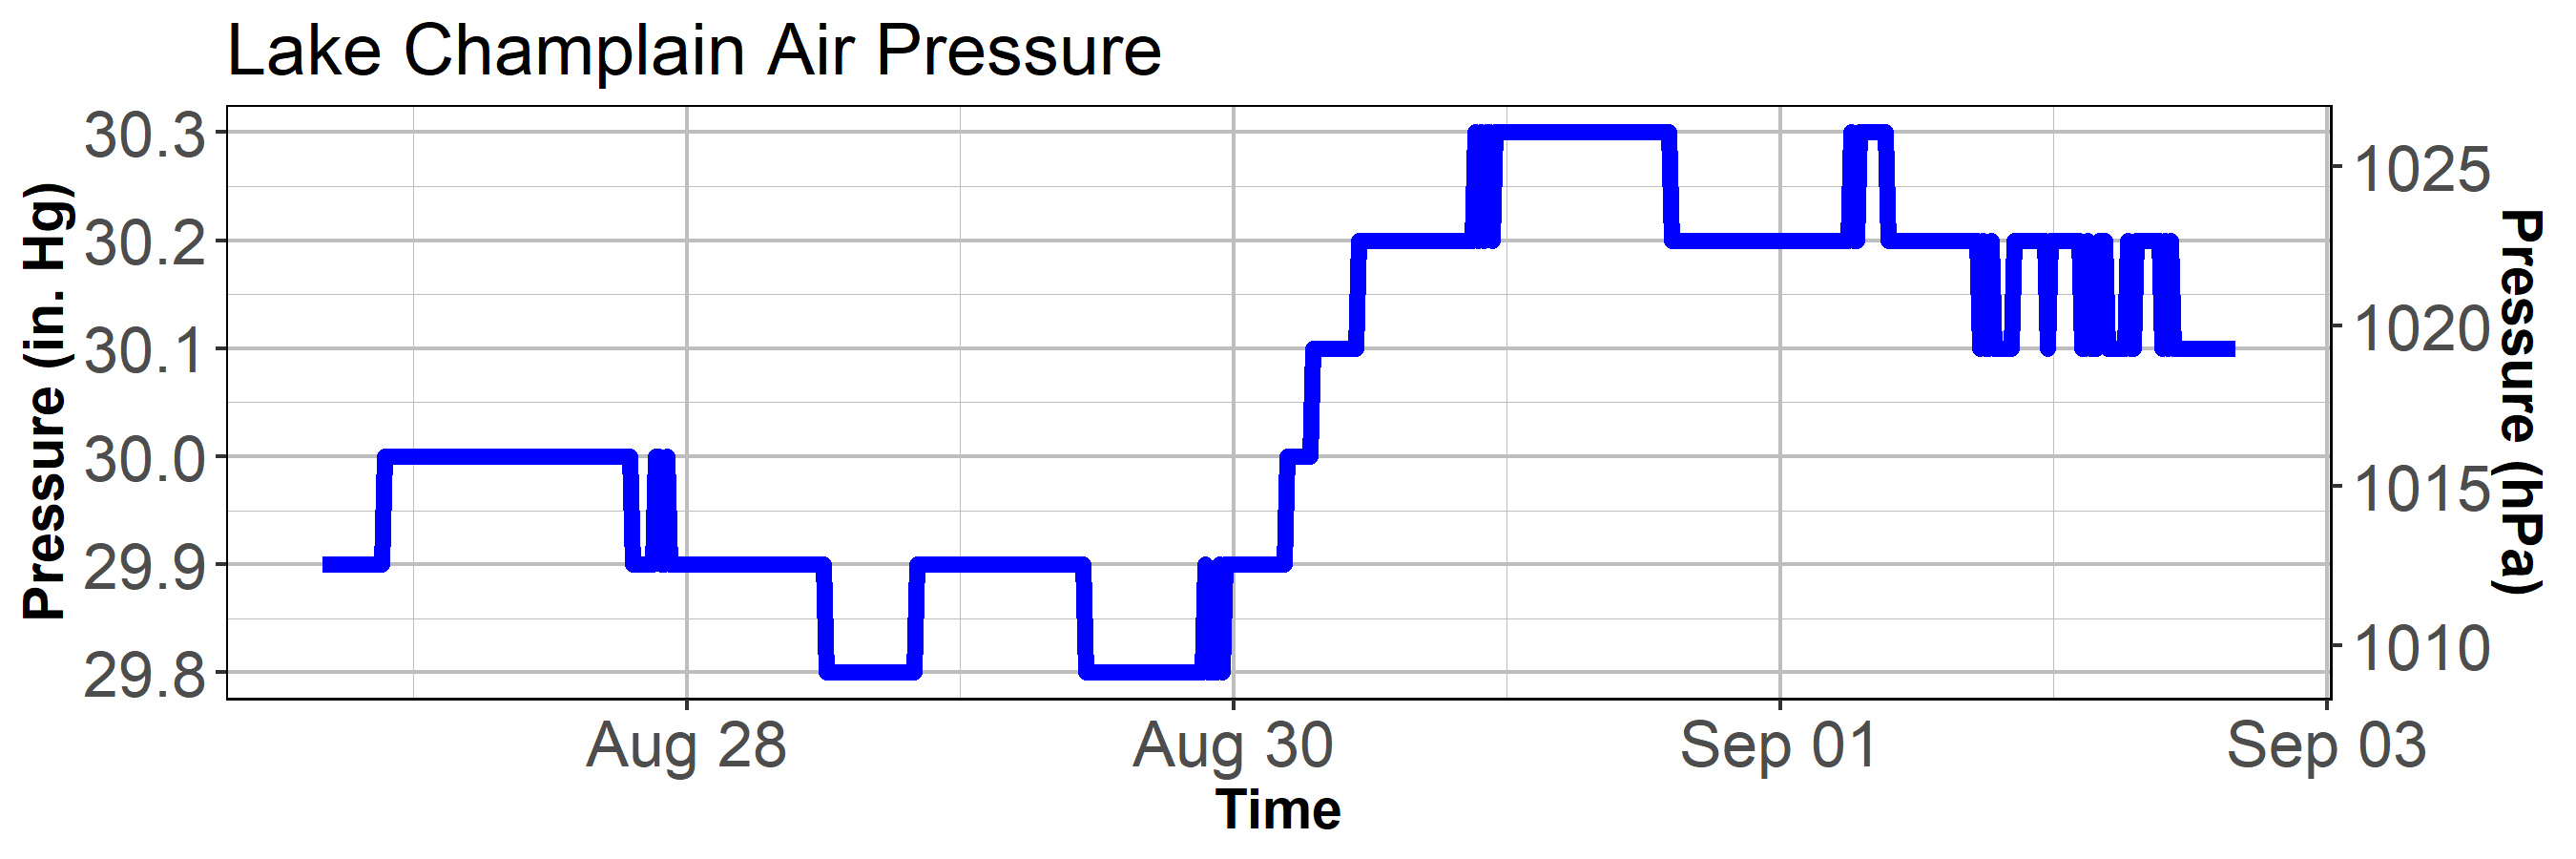 Lake Champlain Air Pressure
Pressure (in. Hg)
30.3
30.2
30.1
30.0
29.9
29.8
1025
1020
1015
1010
Pressure (hPa)
Aug 28 Aug 30 Sep 01 Sep 03
Time